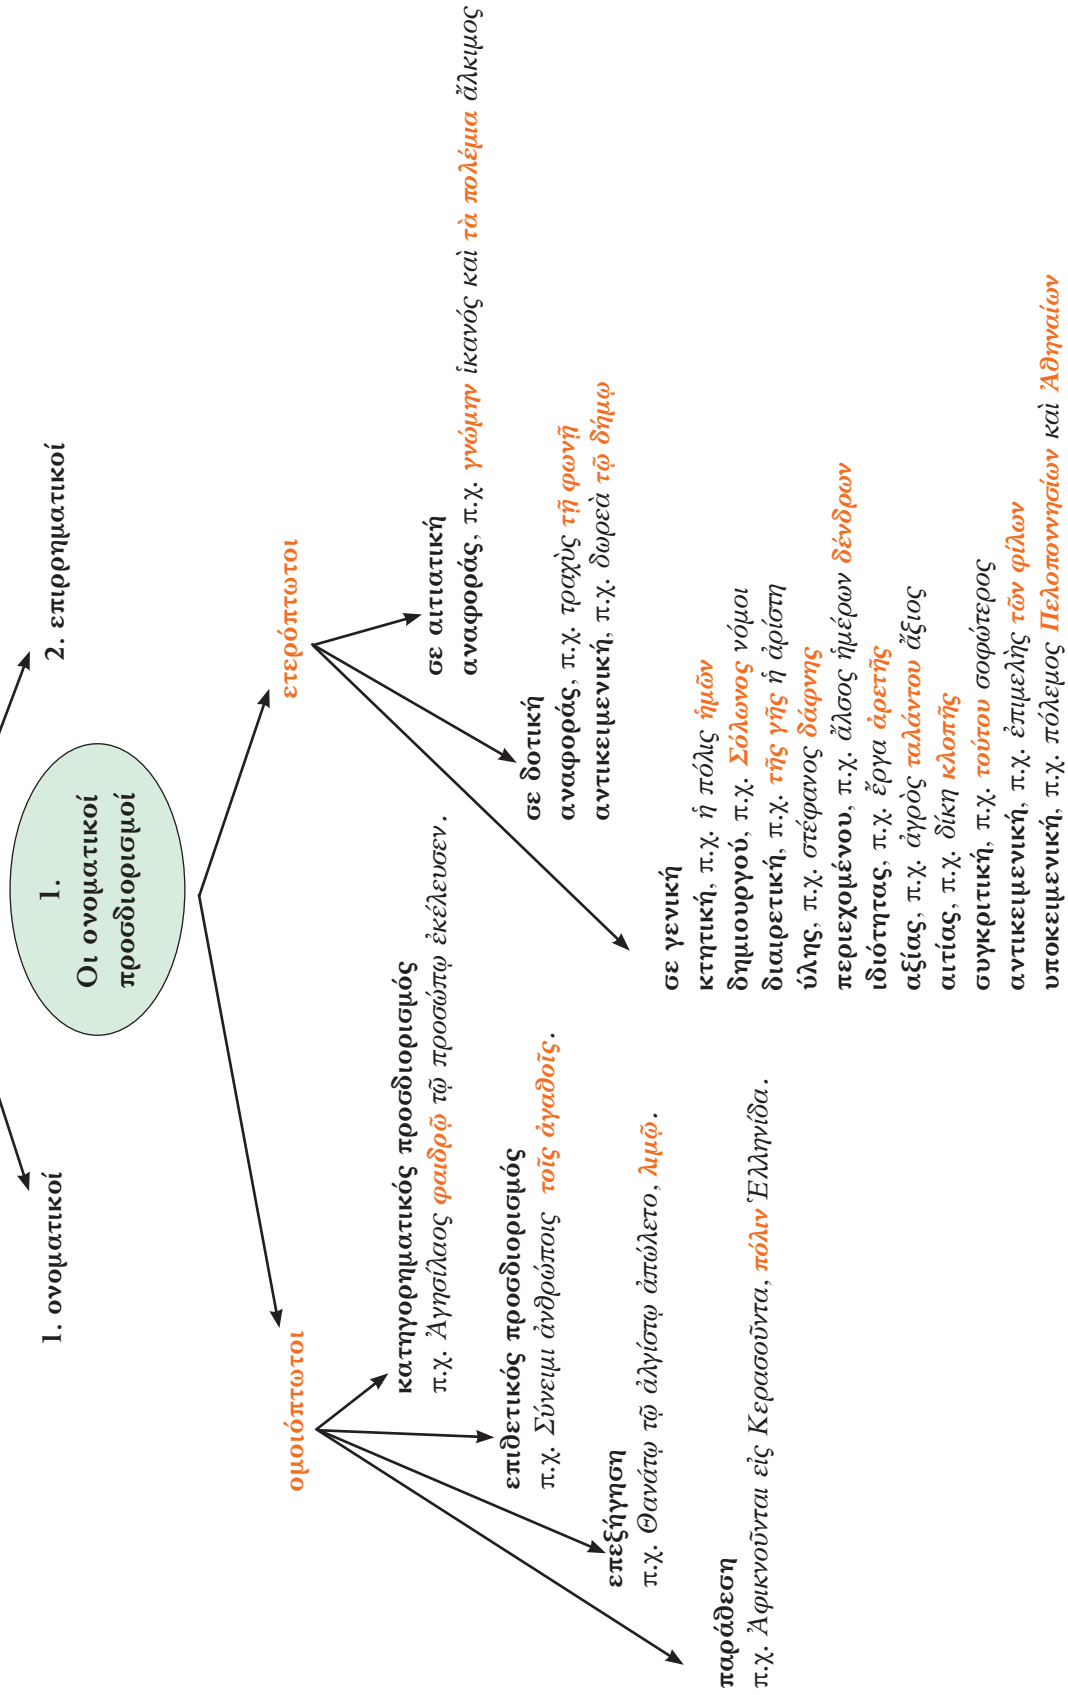 1. ονοματικοί
2. επιρρηματικοί
1.
Οι ονοματικοί
προσδιορισμοί
ομοιόπτωτοι
ετερόπτωτοι
κατηγορηματικός προσδιορισμός
π.χ. Ἀγησίλαος φαιδρῷ τῷ προσώπῳ ἐκέλευσεν.
επιθετικός προσδιορισμός
π.χ. Σύνειμι ἀνθρώποις τοῖς ἀγαθοῖς.
επεξήγηση
π.χ. Θανάτῳ τῷ ἀλγίστῳ ἀπώλετο, λιμῷ.
παράθεση
π.χ. Ἀφικνοῦνται εἰς Κερασοῦντα, πόλιν Ἑλληνίδα.
σε αιτιατική
αναφοράς, π.χ. γνώμην ἱκανός καὶ τὰ πολέμα ἄλκιμος
σε δοτική
αναφοράς, π.χ. τραχὺς τῇ φωνῇ
αντικειμενική, π.χ. δωρεὰ τῷ δήμῳ
σε γενική
κτητική, π.χ. ἡ πόλις ἡμῶν
δημιουργού, π.χ. Σόλωνος νόμοι
διαιρετική, π.χ. τῆς γῆς ἡ ἀρίστη
ύλης, π.χ. στέφανος δάφνης
περιεχομένου, π.χ. ἄλσος ἡμέρων δένδρων
ιδιότητας, π.χ. ἔργα ἀρετῆς
αξίας, π.χ. ἀγρὸς ταλάντου ἄξιος
αιτίας, π.χ. δίκη κλοπῆς
συγκριτική, π.χ. τούτου σοφώτερος
αντικειμενική, π.χ. ἐπιμελὴς τῶν φίλων
υποκειμενική, π.χ. πόλεμος Πελοποννησίων καὶ Ἀθηναίων